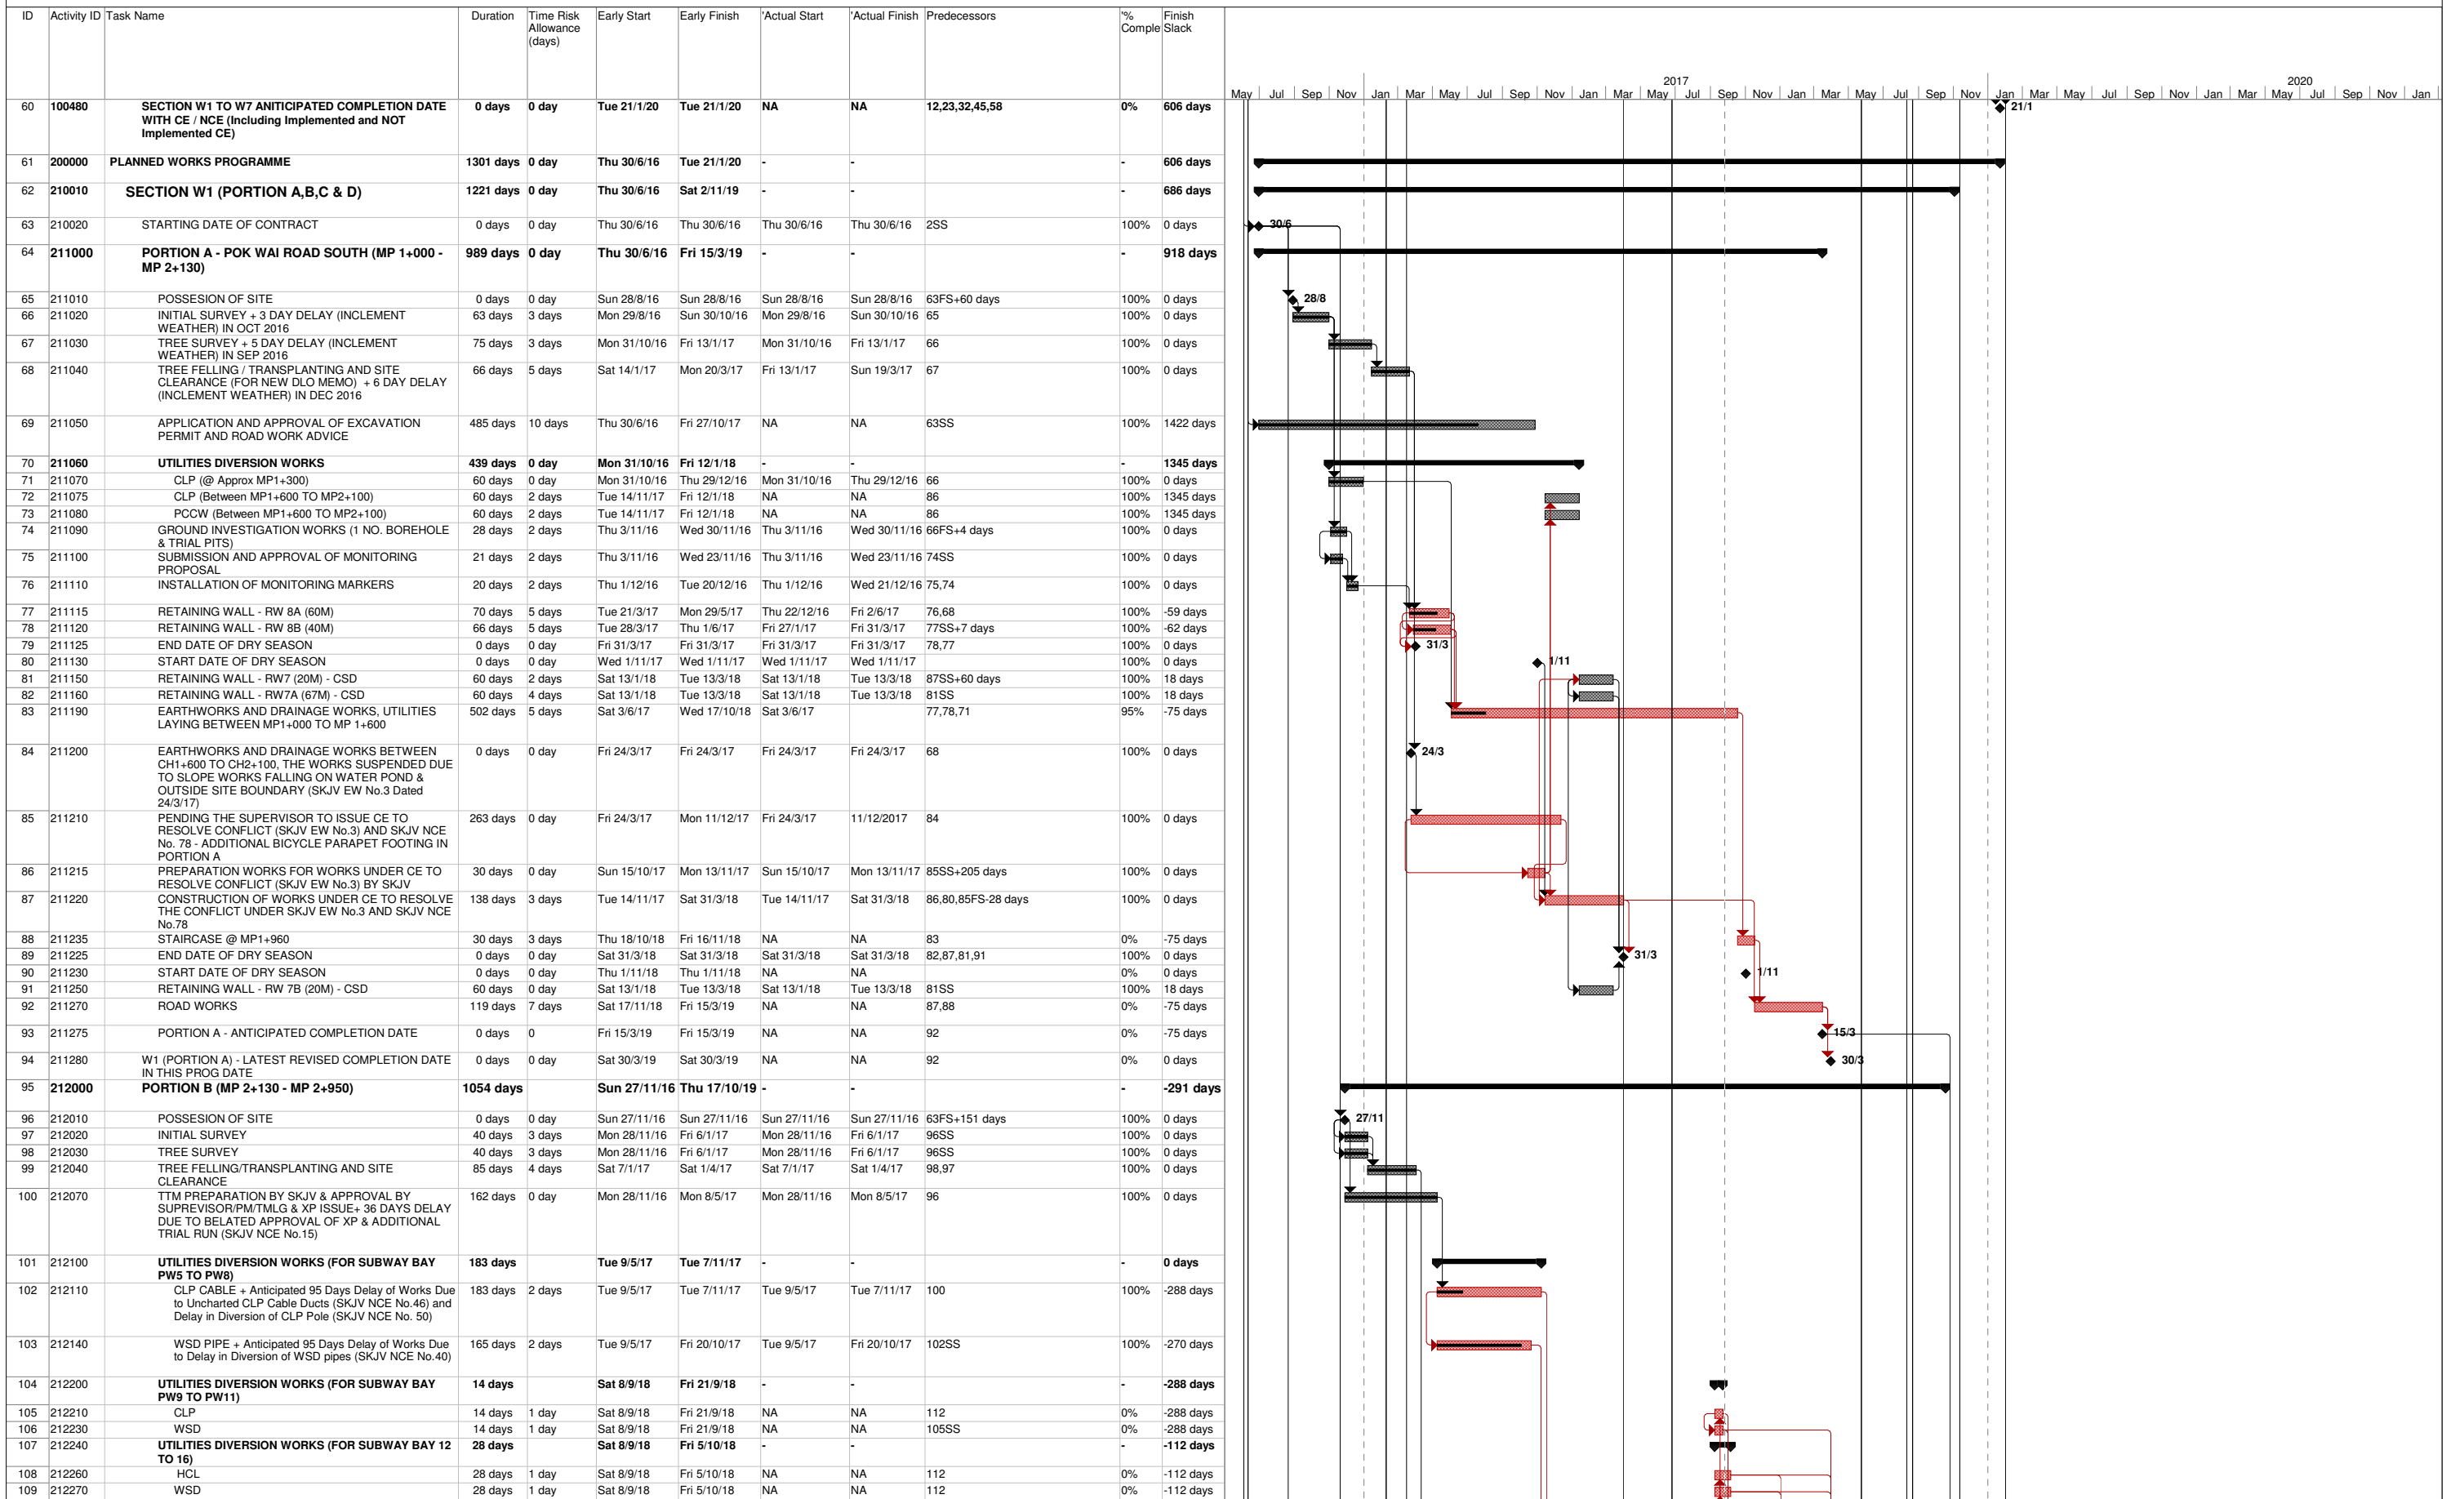 ID Activity ID Task Name Duration Time Risk Early Start Early Finish 'Actual Start 'Actual Finish Predecessors '% Finish
Allowance Comple Slack
(days)
2017 2020
May Jul Sep Nov Jan Mar May Jul Sep Nov Jan Mar May Jul Sep Nov Jan Mar May Jul Sep Nov Jan Mar May Jul Sep Nov Jan Mar May Jul Sep Nov Jan
60 100480 SECTION W1 TO W7 ANITICIPATED COMPLETION DATE 0 days 0 day Tue 21/1/20 Tue 21/1/20 NA NA 12,23,32,45,58 0% 606 days 21/1
WITH CE / NCE (Including Implemented and NOT
Implemented CE)
61 200000 PLANNED WORKS PROGRAMME 1301 days 0 day Thu 30/6/16 Tue 21/1/20 - - - 606 days
62 210010 SECTION W1 (PORTION A,B,C & D) 1221 days 0 day Thu 30/6/16 Sat 2/11/19 - - - 686 days
63 210020 STARTING DATE OF CONTRACT 0 days 0 day Thu 30/6/16 Thu 30/6/16 Thu 30/6/16 Thu 30/6/16 2SS 100% 0 days 30/6
64 211000 PORTION A - POK WAI ROAD SOUTH (MP 1+000 - 989 days 0 day Thu 30/6/16 Fri 15/3/19 - - - 918 days
MP 2+130)
65 211010 POSSESION OF SITE 0 days 0 day Sun 28/8/16 Sun 28/8/16 Sun 28/8/16 Sun 28/8/16 63FS+60 days 100% 0 days 28/8
66 211020 INITIAL SURVEY + 3 DAY DELAY (INCLEMENT 63 days 3 days Mon 29/8/16 Sun 30/10/16 Mon 29/8/16 Sun 30/10/16 65 100% 0 days
WEATHER) IN OCT 2016
67 211030 TREE SURVEY + 5 DAY DELAY (INCLEMENT 75 days 3 days Mon 31/10/16 Fri 13/1/17 Mon 31/10/16 Fri 13/1/17 66 100% 0 days
WEATHER) IN SEP 2016
68 211040 TREE FELLING / TRANSPLANTING AND SITE 66 days 5 days Sat 14/1/17 Mon 20/3/17 Fri 13/1/17 Sun 19/3/17 67 100% 0 days
CLEARANCE (FOR NEW DLO MEMO) + 6 DAY DELAY
(INCLEMENT WEATHER) IN DEC 2016
69 211050 APPLICATION AND APPROVAL OF EXCAVATION 485 days 10 days Thu 30/6/16 Fri 27/10/17 NA NA 63SS 100% 1422 days
PERMIT AND ROAD WORK ADVICE
70 211060 UTILITIES DIVERSION WORKS 439 days 0 day Mon 31/10/16 Fri 12/1/18 - - - 1345 days
71 211070 CLP (@ Approx MP1+300) 60 days 0 day Mon 31/10/16 Thu 29/12/16 Mon 31/10/16 Thu 29/12/16 66 100% 0 days
72 211075 CLP (Between MP1+600 TO MP2+100) 60 days 2 days Tue 14/11/17 Fri 12/1/18 NA NA 86 100% 1345 days
73 211080 PCCW (Between MP1+600 TO MP2+100) 60 days 2 days Tue 14/11/17 Fri 12/1/18 NA NA 86 100% 1345 days
74 211090 GROUND INVESTIGATION WORKS (1 NO. BOREHOLE 28 days 2 days Thu 3/11/16 Wed 30/11/16 Thu 3/11/16 Wed 30/11/16 66FS+4 days 100% 0 days
& TRIAL PITS)
75 211100 SUBMISSION AND APPROVAL OF MONITORING 21 days 2 days Thu 3/11/16 Wed 23/11/16 Thu 3/11/16 Wed 23/11/16 74SS 100% 0 days
PROPOSAL
76 211110 INSTALLATION OF MONITORING MARKERS 20 days 2 days Thu 1/12/16 Tue 20/12/16 Thu 1/12/16 Wed 21/12/16 75,74 100% 0 days
77 211115 RETAINING WALL - RW 8A (60M) 70 days 5 days Tue 21/3/17 Mon 29/5/17 Thu 22/12/16 Fri 2/6/17 76,68 100% -59 days
78 211120 RETAINING WALL - RW 8B (40M) 66 days 5 days Tue 28/3/17 Thu 1/6/17 Fri 27/1/17 Fri 31/3/17 77SS+7 days 100% -62 days
79 211125 END DATE OF DRY SEASON 0 days 0 day Fri 31/3/17 Fri 31/3/17 Fri 31/3/17 Fri 31/3/17 78,77 100% 0 days 31/3
80 211130 START DATE OF DRY SEASON 0 days 0 day Wed 1/11/17 Wed 1/11/17 Wed 1/11/17 Wed 1/11/17 100% 0 days 1/11
81 211150 RETAINING WALL - RW7 (20M) - CSD 60 days 2 days Sat 13/1/18 Tue 13/3/18 Sat 13/1/18 Tue 13/3/18 87SS+60 days 100% 18 days
82 211160 RETAINING WALL - RW7A (67M) - CSD 60 days 4 days Sat 13/1/18 Tue 13/3/18 Sat 13/1/18 Tue 13/3/18 81SS 100% 18 days
83 211190 EARTHWORKS AND DRAINAGE WORKS, UTILITIES 502 days 5 days Sat 3/6/17 Wed 17/10/18 Sat 3/6/17 77,78,71 95% -75 days
LAYING BETWEEN MP1+000 TO MP 1+600
84 211200 EARTHWORKS AND DRAINAGE WORKS BETWEEN 0 days 0 day Fri 24/3/17 Fri 24/3/17 Fri 24/3/17 Fri 24/3/17 68 100% 0 days 24/3
CH1+600 TO CH2+100, THE WORKS SUSPENDED DUE
TO SLOPE WORKS FALLING ON WATER POND &
OUTSIDE SITE BOUNDARY (SKJV EW No.3 Dated
24/3/17)
85 211210 PENDING THE SUPERVISOR TO ISSUE CE TO 263 days 0 day Fri 24/3/17 Mon 11/12/17 Fri 24/3/17 11/12/2017 84 100% 0 days
RESOLVE CONFLICT (SKJV EW No.3) AND SKJV NCE
No. 78 - ADDITIONAL BICYCLE PARAPET FOOTING IN
PORTION A
86 211215 PREPARATION WORKS FOR WORKS UNDER CE TO 30 days 0 day Sun 15/10/17 Mon 13/11/17 Sun 15/10/17 Mon 13/11/17 85SS+205 days 100% 0 days
RESOLVE CONFLICT (SKJV EW No.3) BY SKJV
87 211220 CONSTRUCTION OF WORKS UNDER CE TO RESOLVE 138 days 3 days Tue 14/11/17 Sat 31/3/18 Tue 14/11/17 Sat 31/3/18 86,80,85FS-28 days 100% 0 days
THE CONFLICT UNDER SKJV EW No.3 AND SKJV NCE
No.78
88 211235 STAIRCASE @ MP1+960 30 days 3 days Thu 18/10/18 Fri 16/11/18 NA NA 83 0% -75 days
89 211225 END DATE OF DRY SEASON 0 days 0 day Sat 31/3/18 Sat 31/3/18 Sat 31/3/18 Sat 31/3/18 82,87,81,91 100% 0 days 31/3
90 211230 START DATE OF DRY SEASON 0 days 0 day Thu 1/11/18 Thu 1/11/18 NA NA 0% 0 days 1/11
91 211250 RETAINING WALL - RW 7B (20M) - CSD 60 days 0 day Sat 13/1/18 Tue 13/3/18 Sat 13/1/18 Tue 13/3/18 81SS 100% 18 days
92 211270 ROAD WORKS 119 days 7 days Sat 17/11/18 Fri 15/3/19 NA NA 87,88 0% -75 days
93 211275 PORTION A - ANTICIPATED COMPLETION DATE 0 days 0 Fri 15/3/19 Fri 15/3/19 NA NA 92 0% -75 days 15/3
94 211280 W1 (PORTION A) - LATEST REVISED COMPLETION DATE 0 days 0 day Sat 30/3/19 Sat 30/3/19 NA NA 92 0% 0 days 30/3
IN THIS PROG DATE
95 212000 PORTION B (MP 2+130 - MP 2+950) 1054 days Sun 27/11/16 Thu 17/10/19 - - - -291 days
96 212010 POSSESION OF SITE 0 days 0 day Sun 27/11/16 Sun 27/11/16 Sun 27/11/16 Sun 27/11/16 63FS+151 days 100% 0 days 27/11
97 212020 INITIAL SURVEY 40 days 3 days Mon 28/11/16 Fri 6/1/17 Mon 28/11/16 Fri 6/1/17 96SS 100% 0 days
98 212030 TREE SURVEY 40 days 3 days Mon 28/11/16 Fri 6/1/17 Mon 28/11/16 Fri 6/1/17 96SS 100% 0 days
99 212040 TREE FELLING/TRANSPLANTING AND SITE 85 days 4 days Sat 7/1/17 Sat 1/4/17 Sat 7/1/17 Sat 1/4/17 98,97 100% 0 days
CLEARANCE
100 212070 TTM PREPARATION BY SKJV & APPROVAL BY 162 days 0 day Mon 28/11/16 Mon 8/5/17 Mon 28/11/16 Mon 8/5/17 96 100% 0 days
SUPREVISOR/PM/TMLG & XP ISSUE+ 36 DAYS DELAY
DUE TO BELATED APPROVAL OF XP & ADDITIONAL
TRIAL RUN (SKJV NCE No.15)
101 212100 UTILITIES DIVERSION WORKS (FOR SUBWAY BAY 183 days Tue 9/5/17 Tue 7/11/17 - - - 0 days
PW5 TO PW8)
102 212110 CLP CABLE + Anticipated 95 Days Delay of Works Due 183 days 2 days Tue 9/5/17 Tue 7/11/17 Tue 9/5/17 Tue 7/11/17 100 100% -288 days
to Uncharted CLP Cable Ducts (SKJV NCE No.46) and
Delay in Diversion of CLP Pole (SKJV NCE No. 50)
103 212140 WSD PIPE + Anticipated 95 Days Delay of Works Due 165 days 2 days Tue 9/5/17 Fri 20/10/17 Tue 9/5/17 Fri 20/10/17 102SS 100% -270 days
to Delay in Diversion of WSD pipes (SKJV NCE No.40)
104 212200 UTILITIES DIVERSION WORKS (FOR SUBWAY BAY 14 days Sat 8/9/18 Fri 21/9/18 - - - -288 days
PW9 TO PW11)
105 212210 CLP 14 days 1 day Sat 8/9/18 Fri 21/9/18 NA NA 112 0% -288 days
106 212230 WSD 14 days 1 day Sat 8/9/18 Fri 21/9/18 NA NA 105SS 0% -288 days
107 212240 UTILITIES DIVERSION WORKS (FOR SUBWAY BAY 12 28 days Sat 8/9/18 Fri 5/10/18 - - - -112 days
TO 16)
108 212260 HCL 28 days 1 day Sat 8/9/18 Fri 5/10/18 NA NA 112 0% -112 days
109 212270 WSD 28 days 1 day Sat 8/9/18 Fri 5/10/18 NA NA 112 0% -112 days